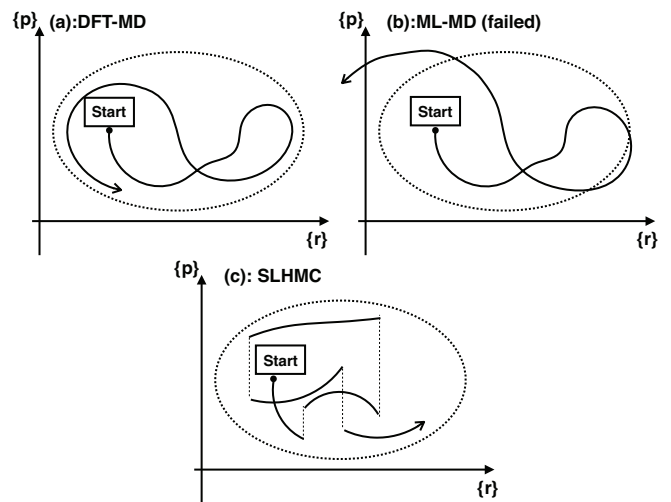 {p} (a):DFT-MD
Start
{r}
{p} (b):ML-MD (failed)
Start
{r}
{p} (c): SLHMC
Start
{r}